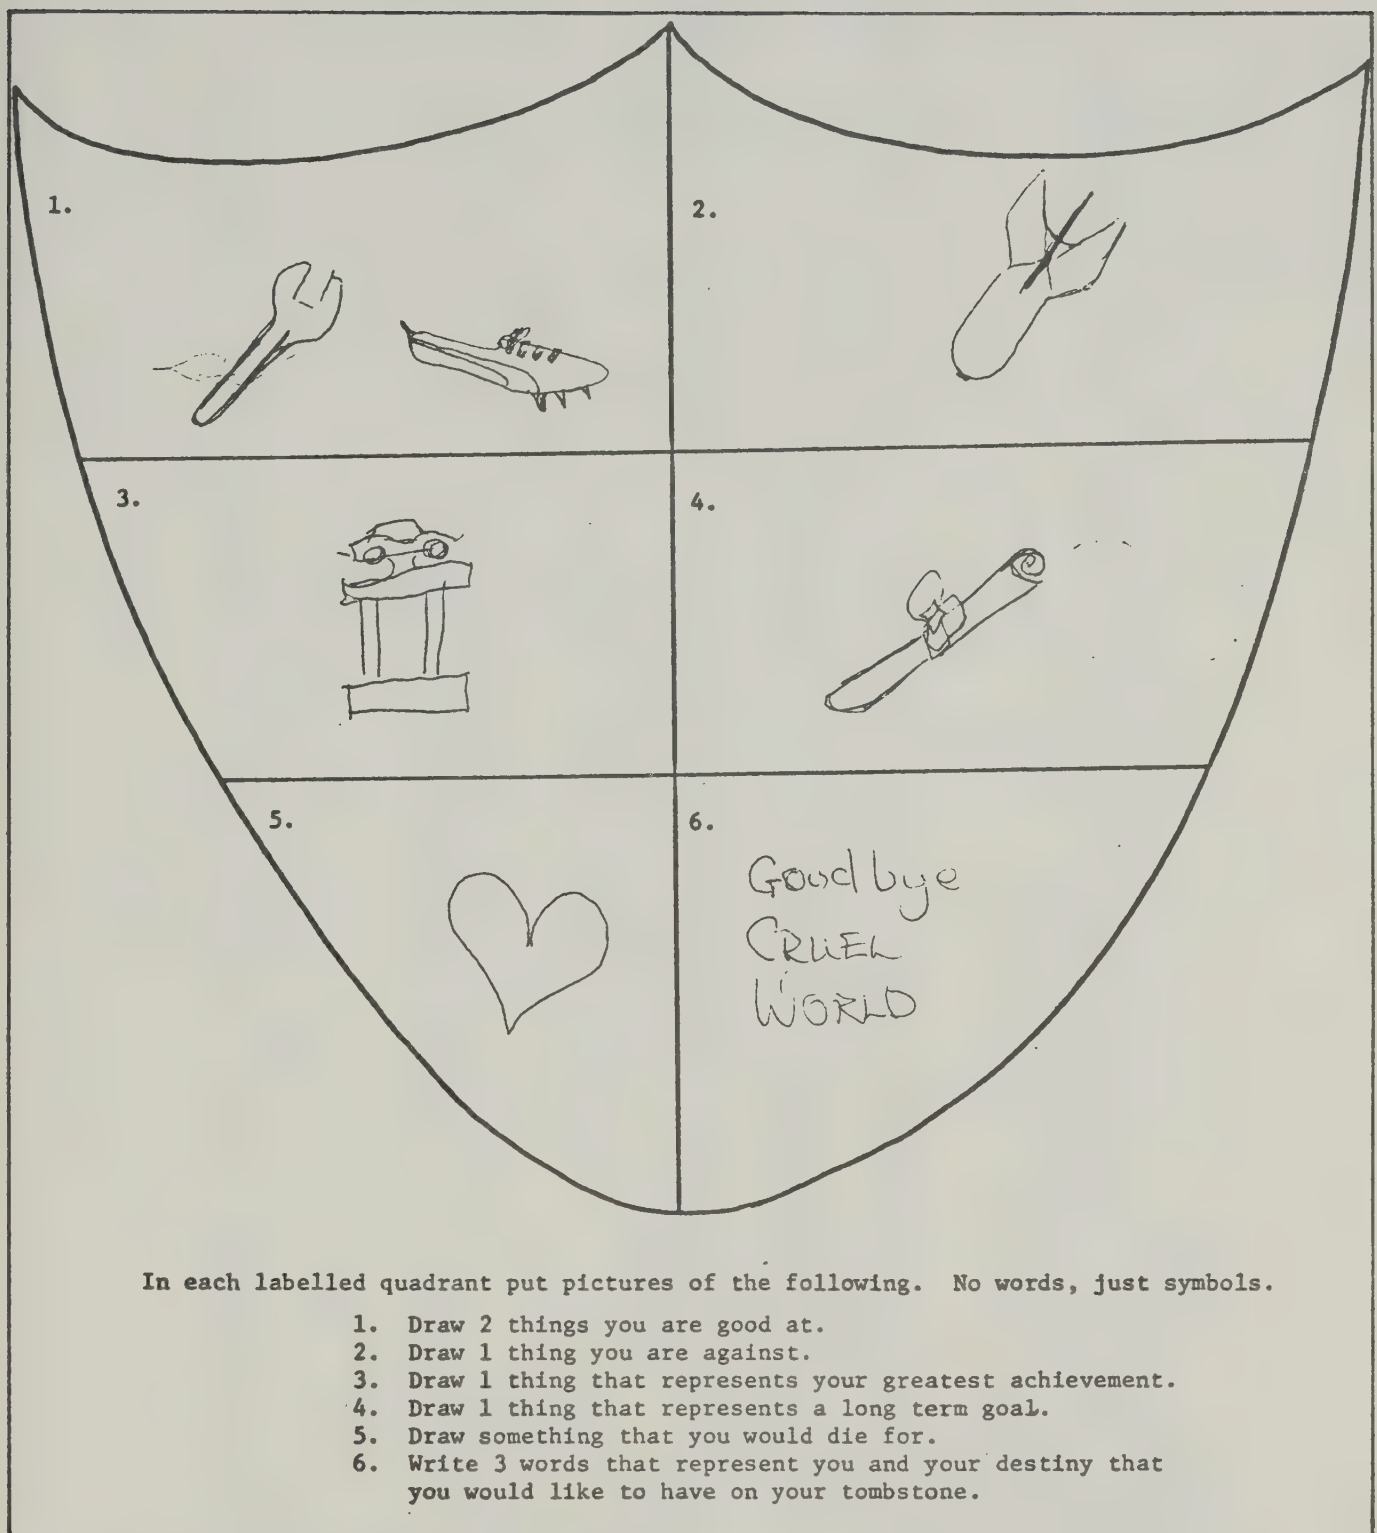 1.
2.
3.
4.
5.
6.
Goodbye
CRUEL
WORLD
In each labelled quadrant put pictures of the following.  No words, just symbols.
1.  Draw 2 things you are good at.
2.  Draw 1 thing you are against.
3.  Draw 1 thing that represents your greatest achievement.
4.  Draw 1 thing that represents a long term goal.
5.  Draw something that you would die for.
6.  Write 3 words that represent you and your destiny that
you would like to have on your tombstone.